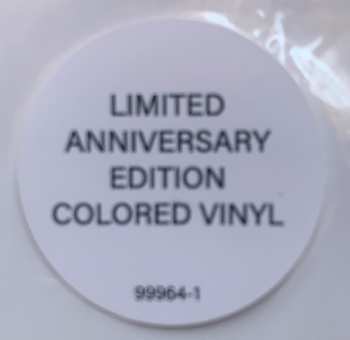 LIMITED
ANNIVERSARY
EDITION
COLORED VINYL
99964-1